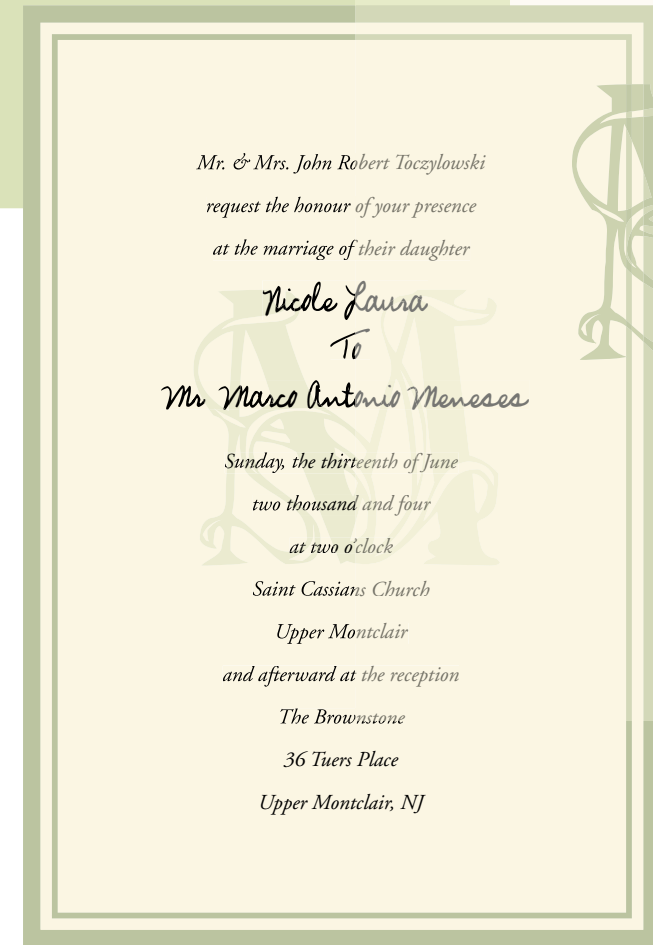 Mr. & Mrs. John Robert Toczylowski
request the honour of your presence
at the marriage of their daughter
Nicole Laura
To
Mr Marco Antonio Meneses
Sunday, the thirteenth of June
two thousand and four
at two o'clock
Saint Cassians Church
Upper Montclair
and afterward at the reception
The Brownstone
36 Tuers Place
Upper Montclair, NJ
M